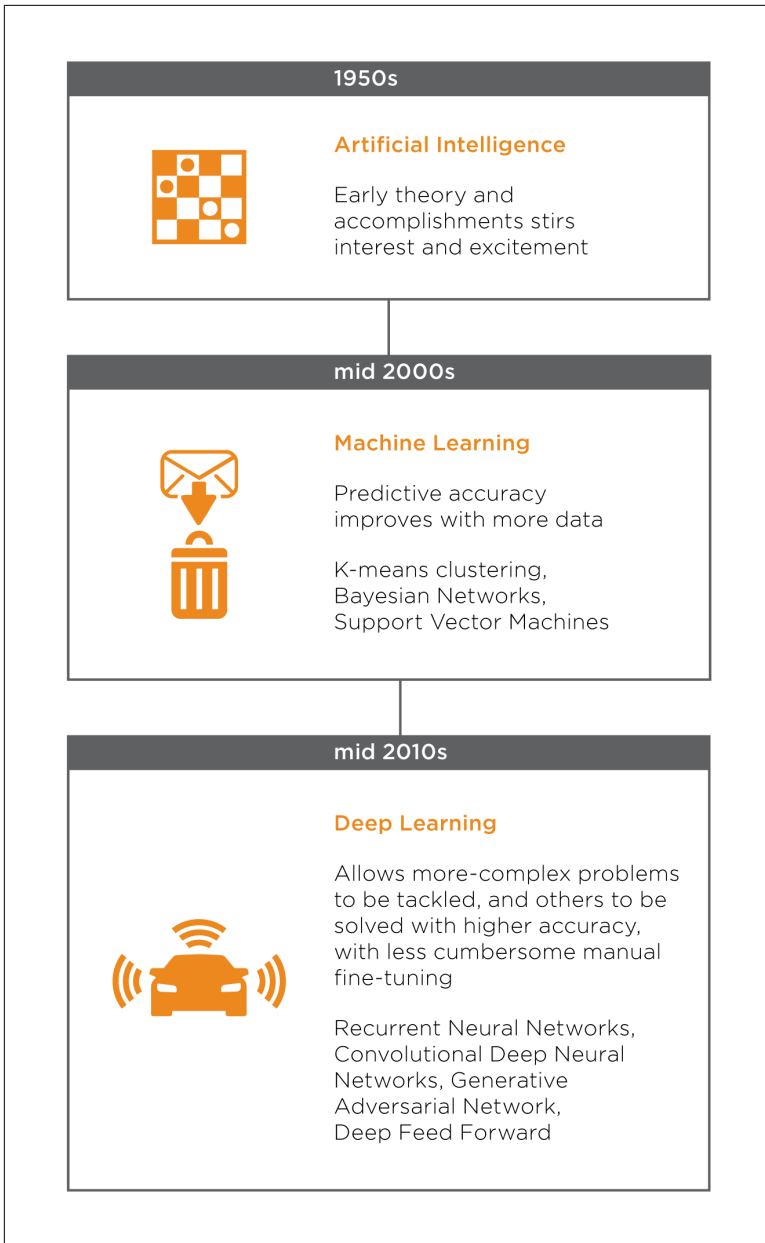 1950s
Artificial Intelligence
Early theory and
accomplishments stirs
interest and excitement
mid 2000s
Machine Learning
Predictive accuracy
improves with more data
K-means clustering,
Bayesian Networks,
Support Vector Machines
mid 2010s
Deep Learning
Allows more-complex problems
to be tackled, and others to be
solved with higher accuracy,
with less cumbersome manual
fine-tuning
Recurrent Neural Networks,
Convolutional Deep Neural
Networks, Generative
Adversarial Network,
Deep Feed Forward